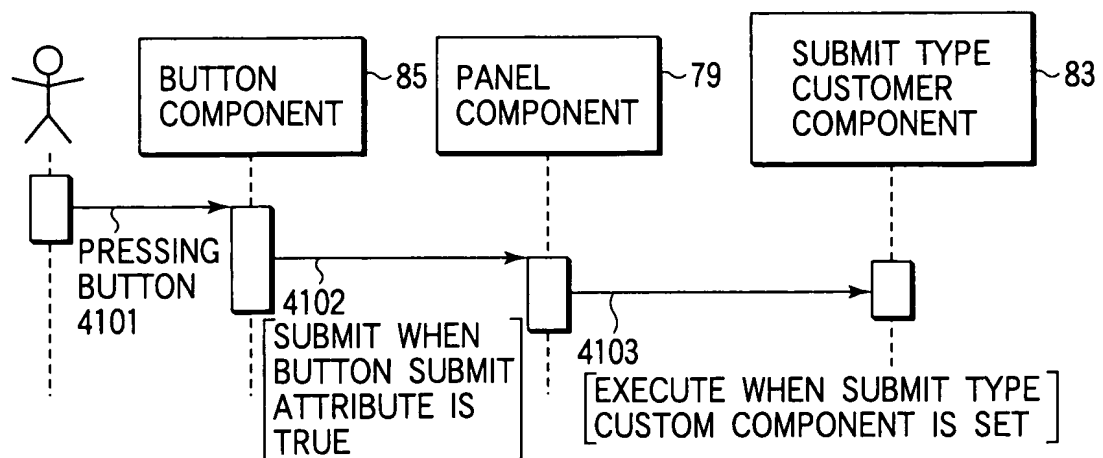 BUTTON
COMPONENT
85
PANEL
COMPONENT
79
SUBMIT TYPE
CUSTOMER
COMPONENT
83
PRESSING
BUTTON
4101
4102
SUBMIT WHEN
BUTTON SUBMIT
ATTRIBUTE IS
TRUE
4103
EXECUTE WHEN SUBMIT TYPE
CUSTOM COMPONENT IS SET